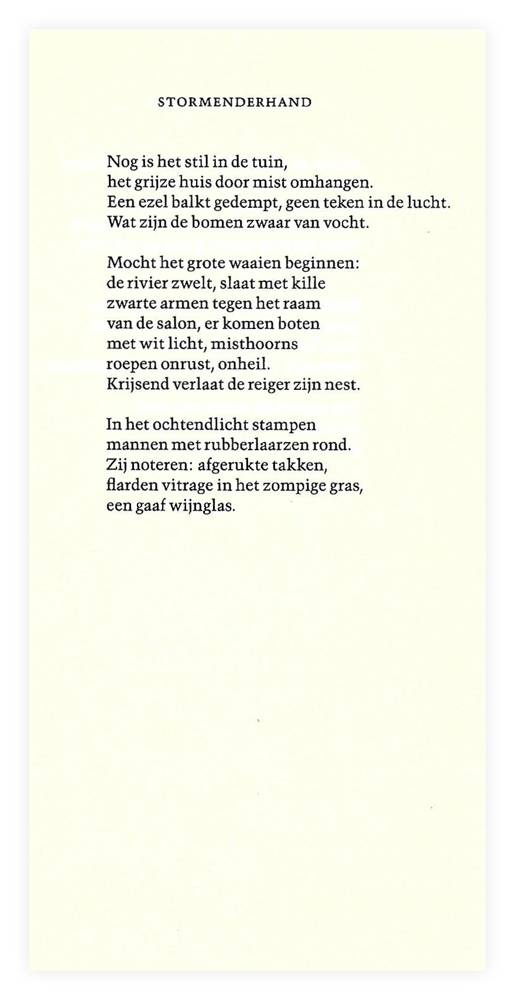 STORMENDERHAND
Nog is het stil in de tuin,
het grijze huis door mist omhangen.
Een ezel balkt gedempt, geen teken in de lucht.
Wat zijn de bomen zwaar van vocht.
Mocht het grote waaien beginnen:
de rivier zwelt, slaat met kille
zwarte armen tegen het raam
van de salon, er komen boten
met wit licht, misthoorns
roepen onrust, onheil.
Krijsend verlaat de reiger zijn nest.
In het ochtendlicht stampen
mannen met rubberlaarzen rond.
Zij noteren: afgerukte takken,
flarden vitrage in het zompige gras,
een gaaf wijnglas.